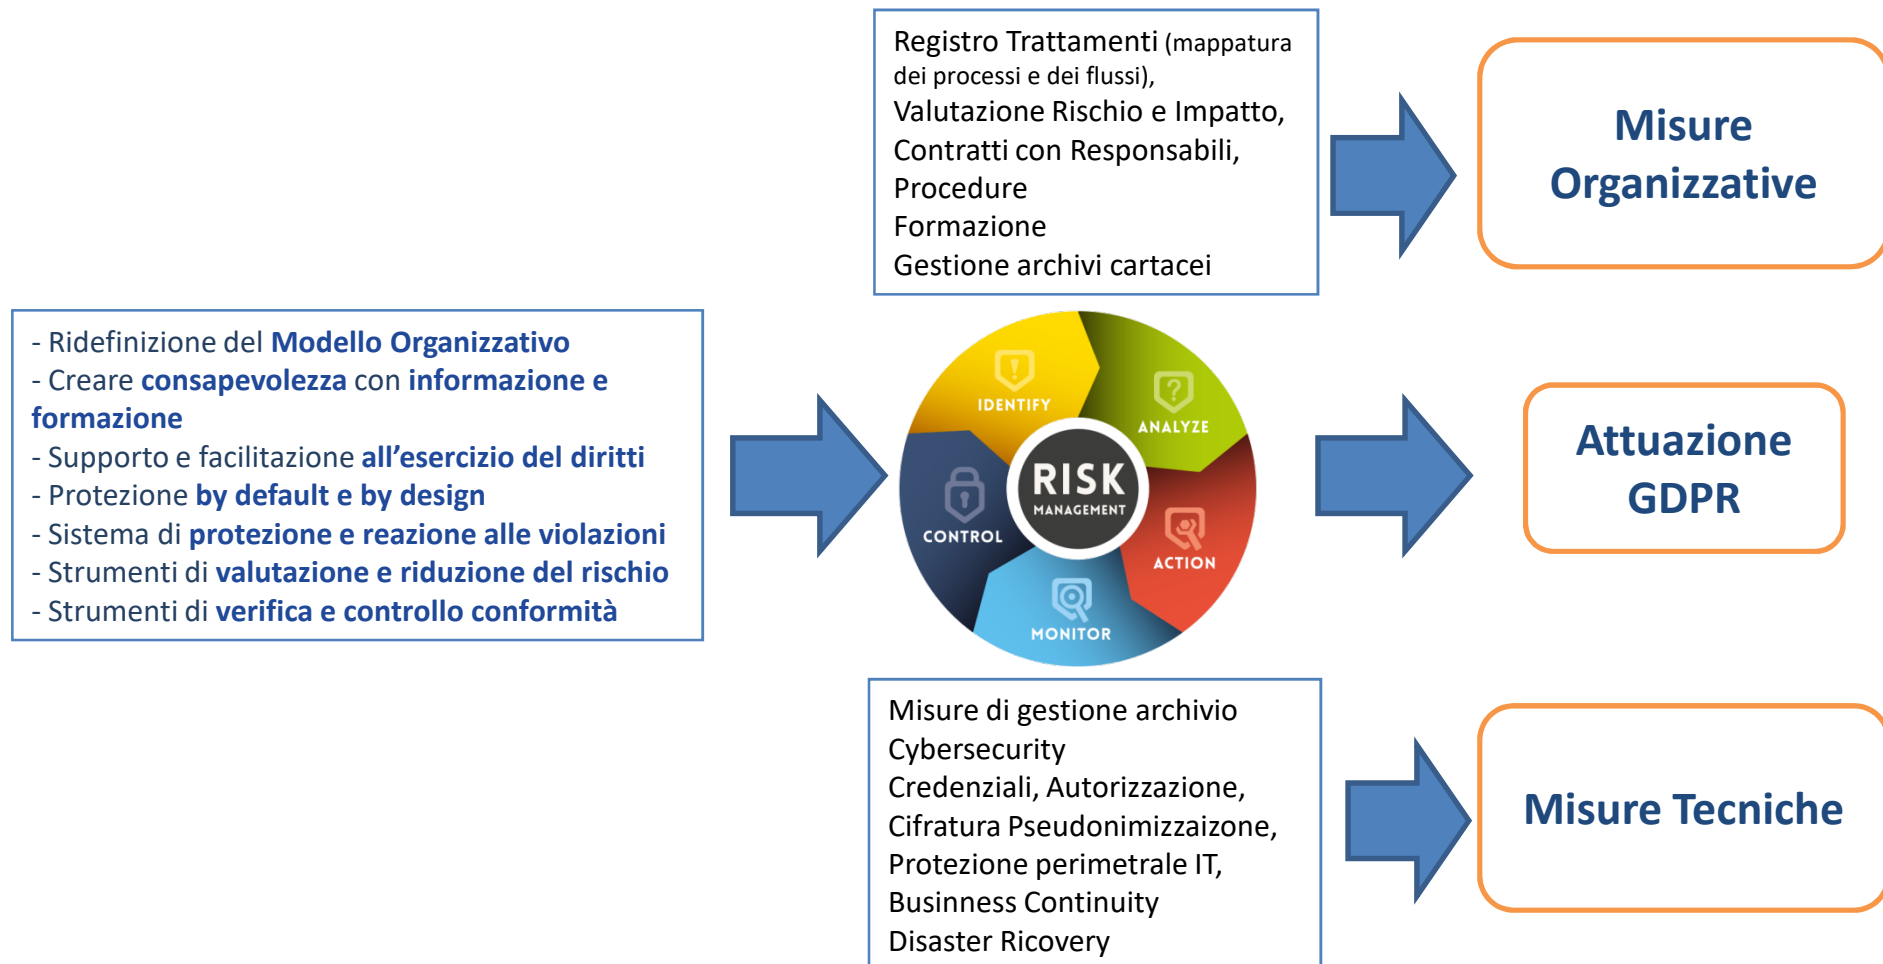 Registro Trattamenti (mappatura
dei processi e dei flussi),
Valutazione Rischio e Impatto,
Contratti con Responsabili,
Procedure
Formazione
Gestione archivi cartacei
Misure
Organizzative
- Ridefinizione del Modello Organizzativo
- Creare consapevolezza con informazione e
formazione
- Supporto e facilitazione all’esercizio del diritti
- Protezione by default e by design
- Sistema di protezione e reazione alle violazioni
- Strumenti di valutazione e riduzione del rischio
- Strumenti di verifica e controllo conformità
IDENTIFY
ANALYZE
RISK
MANAGEMENT
CONTROL
ACTION
MONITOR
Attuazione
GDPR
Misure di gestione archivio
Cybersecurity
Credenziali, Autorizzazione,
Cifratura Pseudonimizzaizone,
Protezione perimetrale IT,
Businness Continuity
Disaster Ricovery
Misure Tecniche